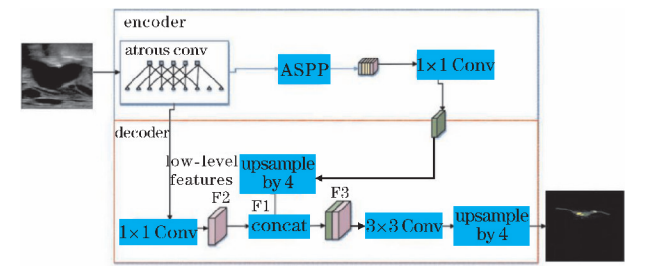 encoder
atrous conv
ASPP
1×1 Conv
decoder
low-level
features
upsample
by 4
F2
F1
F3
1×1 Conv
concat
3×3 Conv
upsample
by 4